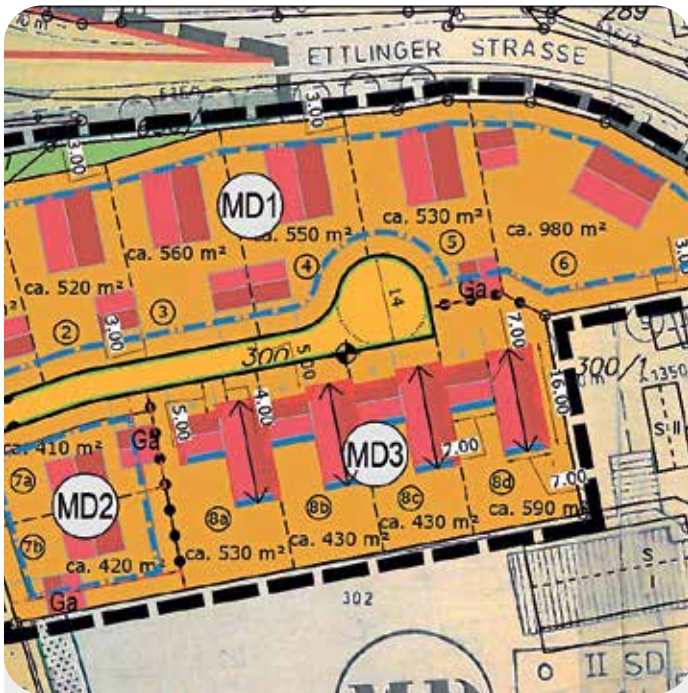 289
ETTLINGER STRASSE
3.00
3.00
MD1
ca. 530 m²
ca. 550 m²
ca. 560 m²
ca. 980 m²
ca. 520 m²
④
⑤
⑥
3.00
②
③
3.00
14
Ga
300
5.00
7.00
300/1
16.00
1350
5.00
4.00
ca. 410 m²
Ga
7a
MD2
MD3
7.00
7.00
S II
7b
8a
8b
8c
8d
ca. 590 m²
ca. 430 m²
ca. 430 m²
ca. 530 m²
ca. 420 m²
Ga
S
I
302
MD
II SD